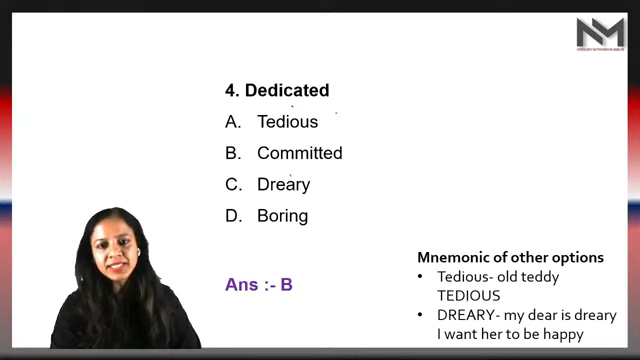 NM
4. Dedicated
A. Tedious
B. Committed
C. Dreary
D. Boring
Ans :- B
Mnemonic of other options
• Tedious- old teddy
TEDIOUS
• DREARY- my dear is dreary
I want her to be happy